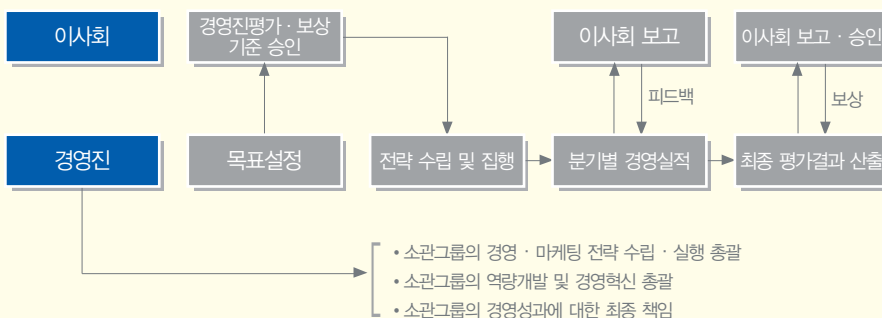 이사회
경영진평가 · 보상
기준 승인
이사회 보고
이사회 보고 · 승인
피드백
보상
경영진
목표설정
전략 수립 및 집행
분기별 경영실적
최종 평가결과 산출
• 소관그룹의 경영 · 마케팅 전략 수립 · 실행 총괄
• 소관그룹의 역량개발 및 경영혁신 총괄
• 소관그룹의 경영성과에 대한 최종 책임